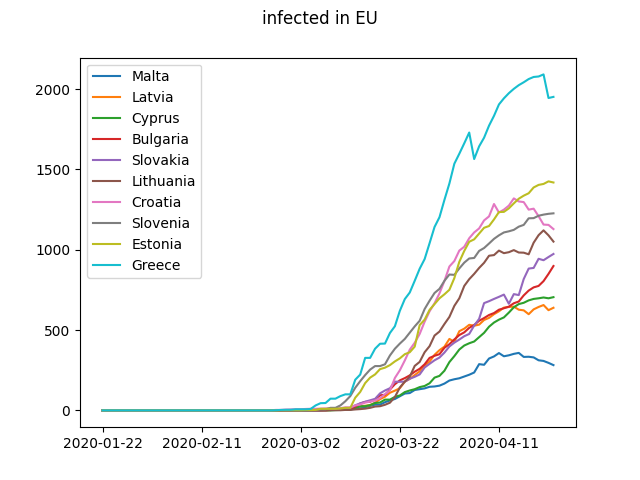 infected in EU
Malta
Latvia
Cyprus
Bulgaria
Slovakia
Lithuania
Croatia
Slovenia
Estonia
Greece
2000
1500
1000
500
0
2020-01-22 2020-02-11 2020-03-02 2020-03-22 2020-04-11